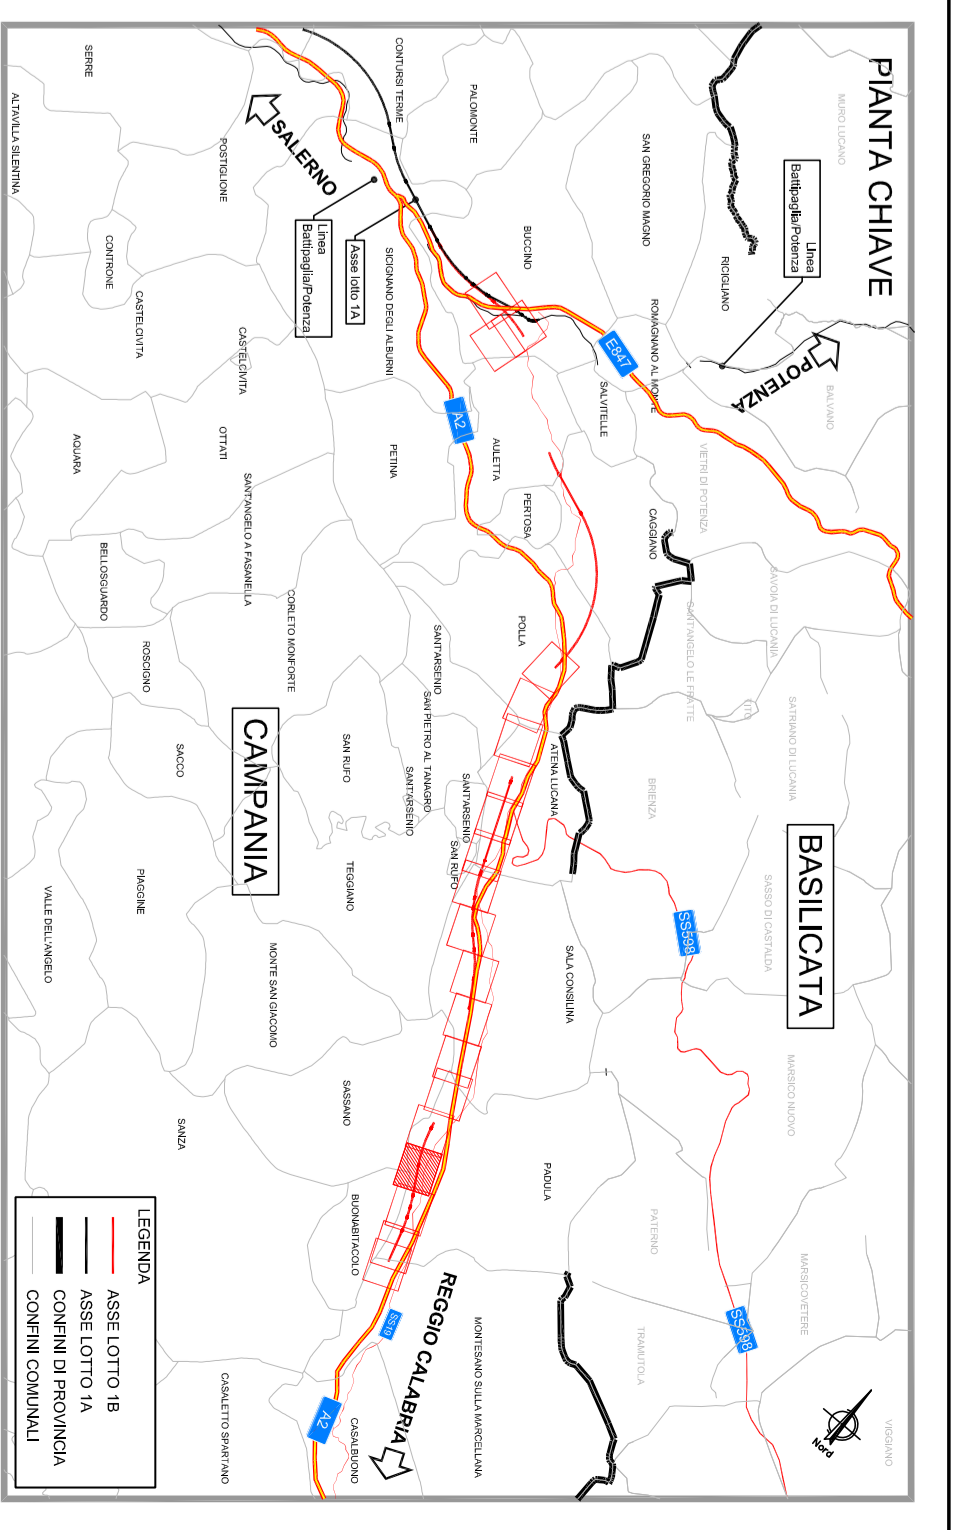 PIANTA CHIAVE
MURO LUCANO
Linea
Battipaglia/Potenza
POTENZA
BALVANO
RICIGLIANO
SAN GREGORIO MAGNO
ROMAGNANO AL MONTE
PALOMONTE
CONTURSI TERME
BUCCINO
E847
SALVITELLE
VIETRI DI POTENZA
SERRE
ALTAVILLA SILENTINA
POSTIGLIONE
SALERNO
Linea
Battipaglia/Potenza
Asse lotto 1A
SICIGNANO DEGLI ALBURNI
CONTRONE
CASTELCIVITA
CASTELCIVITA
A2
AULETTA
PETINA
OTTATI
AQUARA
PERTOSA
CAGGIANO
SAVOIA DI LUCANIA
SANT'ANGELO LE FRATTE
SANT'ANGELO A FASANELLA
BELLOSGUARDO
CORLETO MONFORTE
ROSCIGNO
POLLA
SANT'ARSENIO
SAN PIETRO AL TANAGRO
SANT'ARSENIO
SANT'ARSENIO
SAN RUFO
SAN RUFO
TITO
SATRIANO DI LUCANIA
BRIENZA
ATENA LUCANA
BASILICATA
CAMPANIA
SACCO
PIAGGINE
VALLE DELL'ANGELO
TEGGIANO
MONTE SAN GIACOMO
SASSO DI CASTALDA
SS598
SALA CONSILINA
MARSICO NUOVO
SASSANO
SANZA
PADULA
PATERNO
MARSICOVETERE
BUONABITACOLO
SS598
TRAMUTOLA
SS19
REGGIO CALABRIA
MONTESANO SULLA MARCELLANA
A2
CASALBUONO
CASALETTO SPARTANO
VIGGIANO
Nord
LEGENDA
ASSE LOTTO 1B
ASSE LOTTO 1A
CONFINI DI PROVINCIA
CONFINI COMUNALI